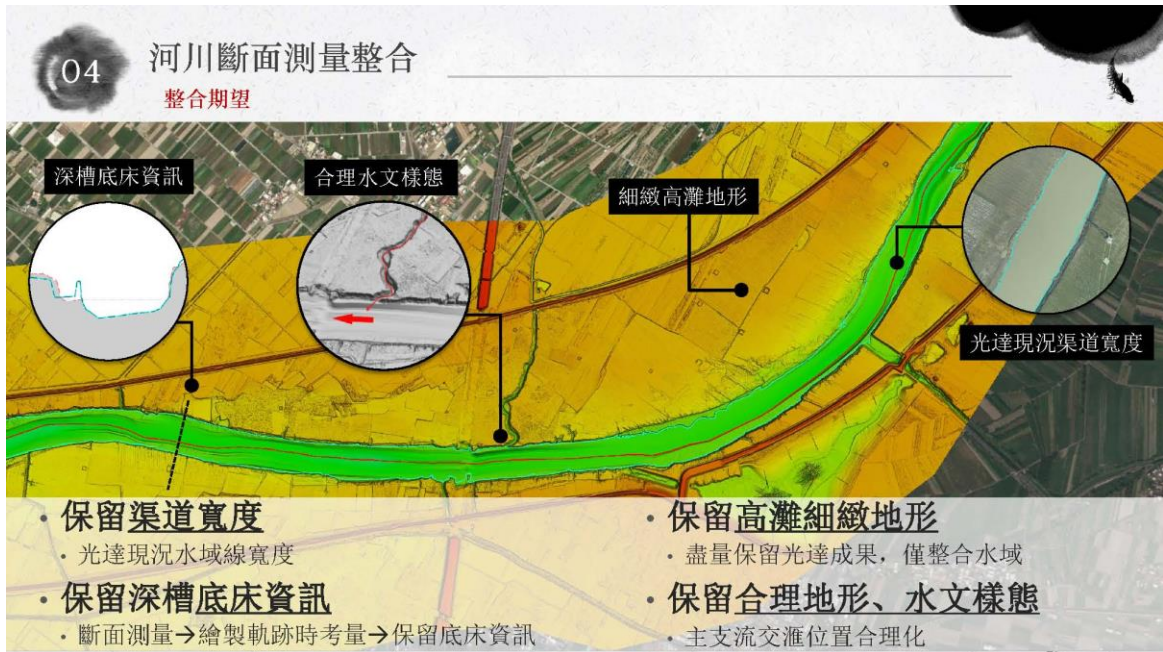 04
河川斷面測量整合
整合期望
深槽底床資訊
合理水文樣態
細緻高灘地形
光達現況渠道寬度
• 保留渠道寬度
• 光達現況水域線寬度
• 保留深槽底床資訊
• 斷面測量→繪製軌跡時考量→保留底床資訊
• 保留高灘細緻地形
• 盡量保留光達成果，僅整合水域
• 保留合理地形、水文樣態
• 主支流交滙位置合理化